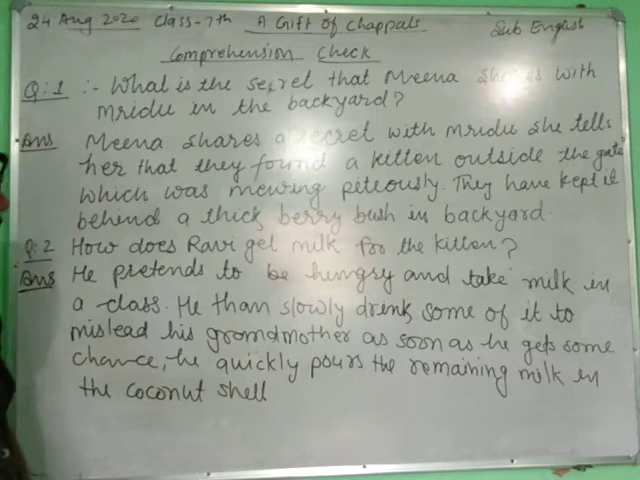 24 Aug 2020 Class-7th A Gift Of Chappals Sub English
Comprehension Check
Q:1 :- What is the secret that Meena shares with
mridu in the backyard?
Ans Meena shares a secret with mridu she tells
her that they found a kitten outside the gate
which was mewing piteously. They have kept it
behind a thick berry bush in backyard.
Q:2 How does Ravi get milk for the kitten?
Ans He pretends to be hungry and take milk in
a class. He than slowly drink some of it to
mislead his gromdmother as soon as he gets some
chance, he quickly pours the remaining milk in
the coconut shell